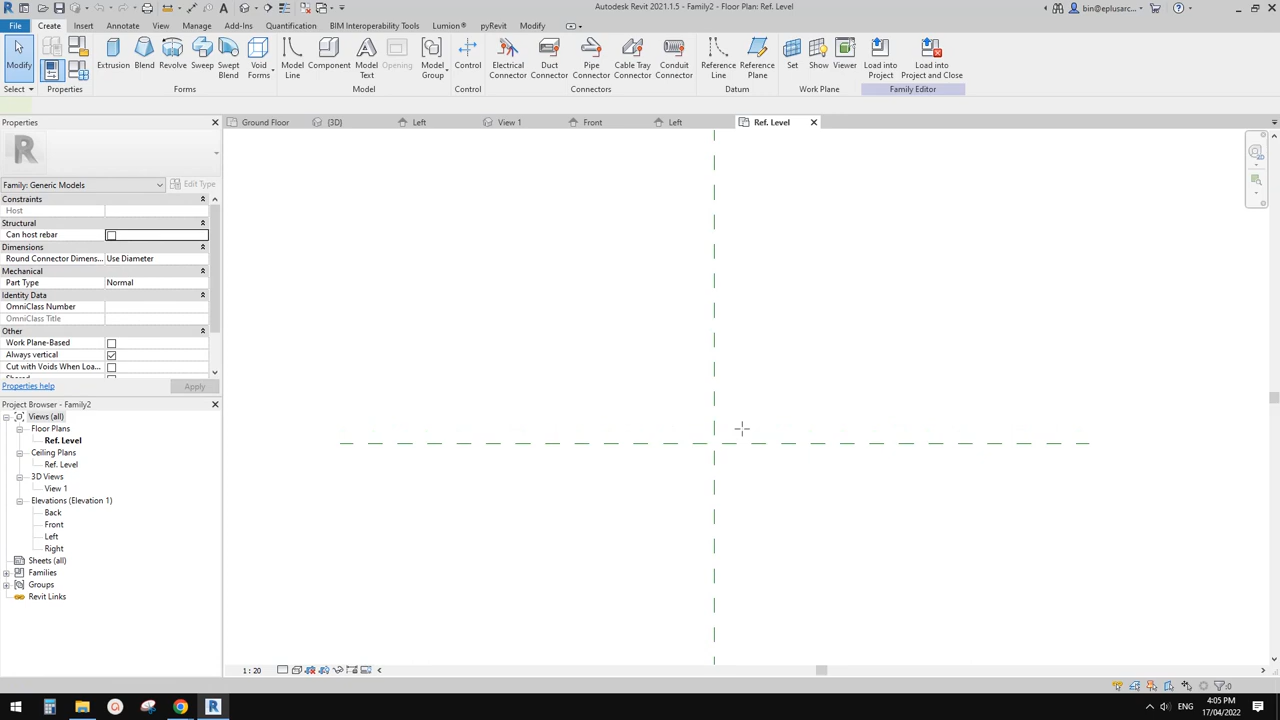 Autodesk Revit 2021.1.5 - Family2 - Floor Plan: Ref. Level
bin@eplusarc...
File Create Insert Annotate View Manage Add-Ins Quantification BIM Interoperability Tools Lumion® pyRevit Modify
Modify
Extrusion Blend Revolve Sweep Swept Blend Void Forms Model Line Component Model Text Opening Model Group Control Electrical Connector Duct Connector Pipe Connector Cable Tray Connector Conduit Connector Reference Line Reference Plane Set Show Viewer Load into Project Load into Project and Close
Select Properties Forms Model Control Connectors Datum Work Plane Family Editor
Properties
Ground Floor {3D} Left View 1 Front Left Ref. Level
R
Family: Generic Models Edit Type
Constraints
Host
Structural
Can host rebar
Dimensions
Round Connector Dimens... Use Diameter
Mechanical
Part Type Normal
Identity Data
OmniClass Number
OmniClass Title
Other
Work Plane-Based
Always vertical
Cut with Voids When Loa...
Properties help Apply
Project Browser - Family2
Views (all)
Floor Plans
Ref. Level
Ceiling Plans
Ref. Level
3D Views
View 1
Elevations (Elevation 1)
Back
Front
Left
Right
Sheets (all)
Families
Groups
Revit Links
1 : 20
:0
ENG
4:05 PM
17/04/2022